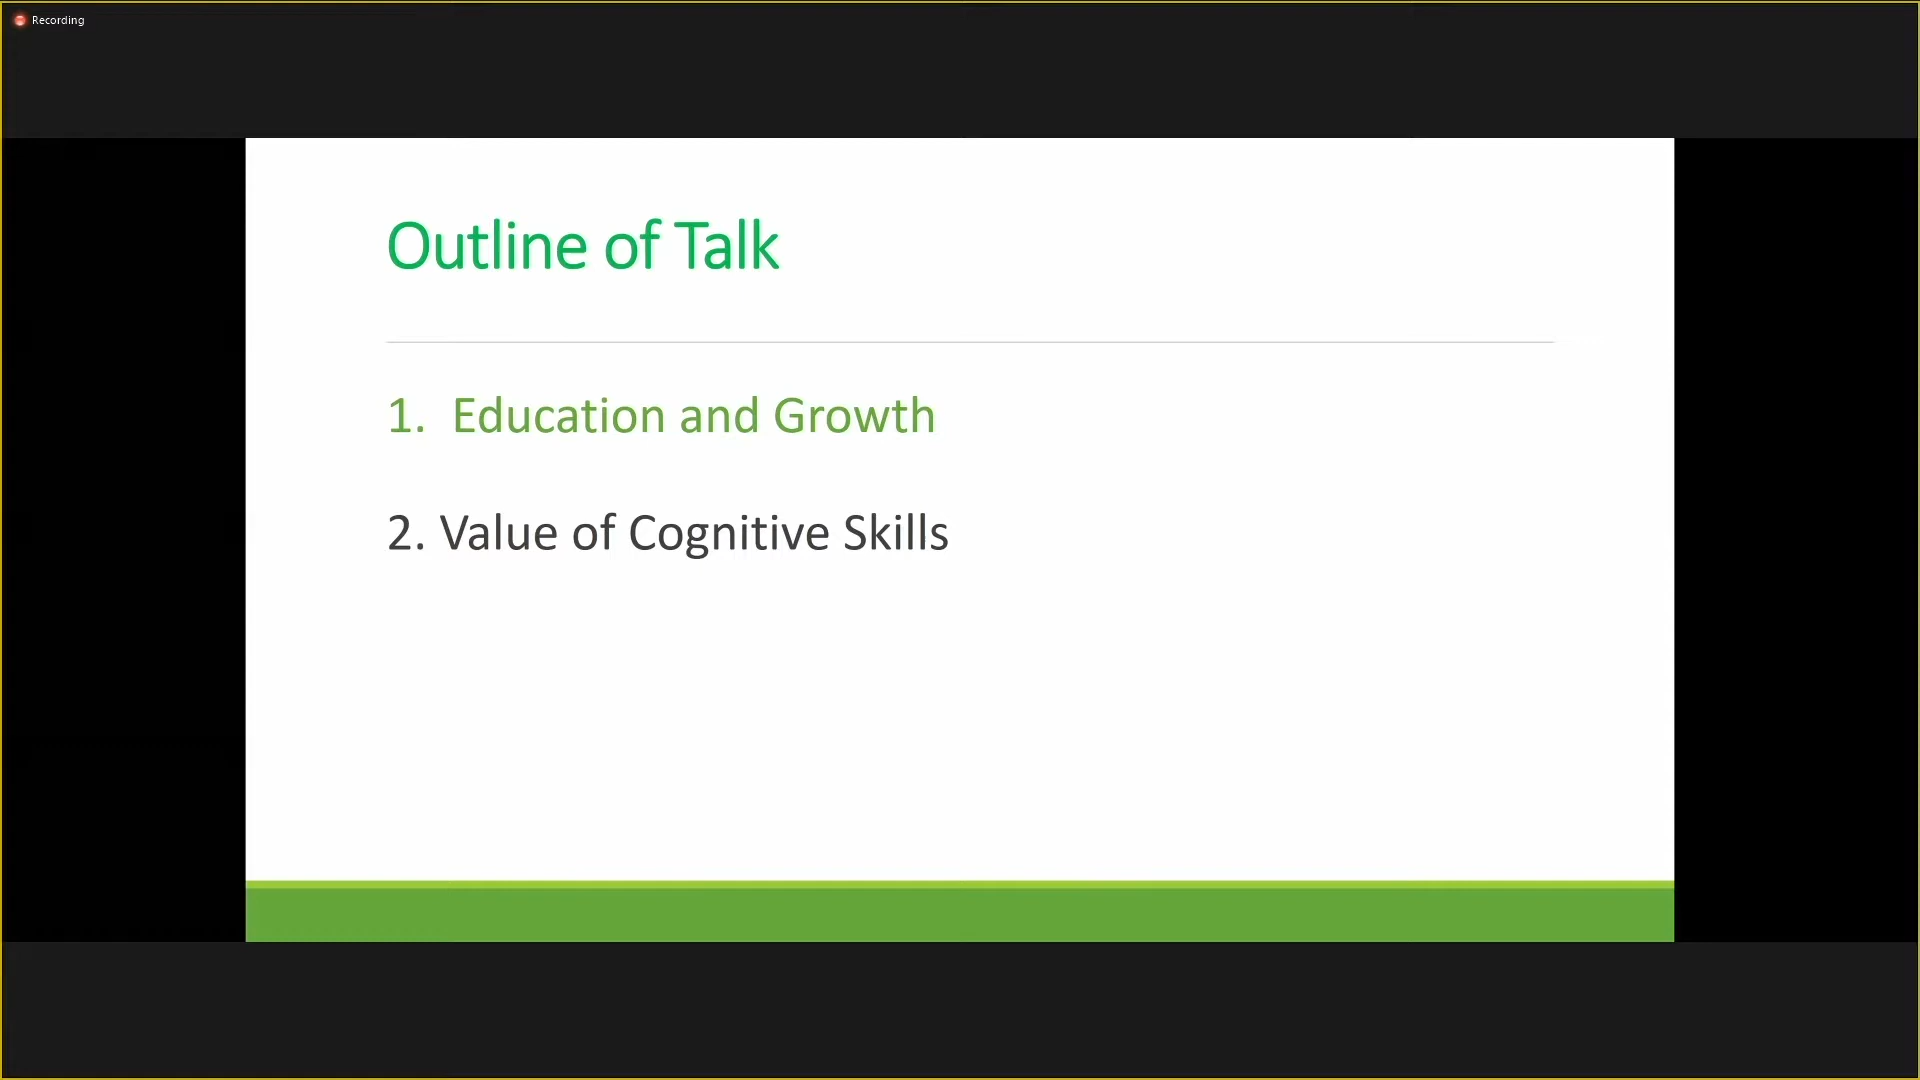 Recording
Outline of Talk
1. Education and Growth
2. Value of Cognitive Skills